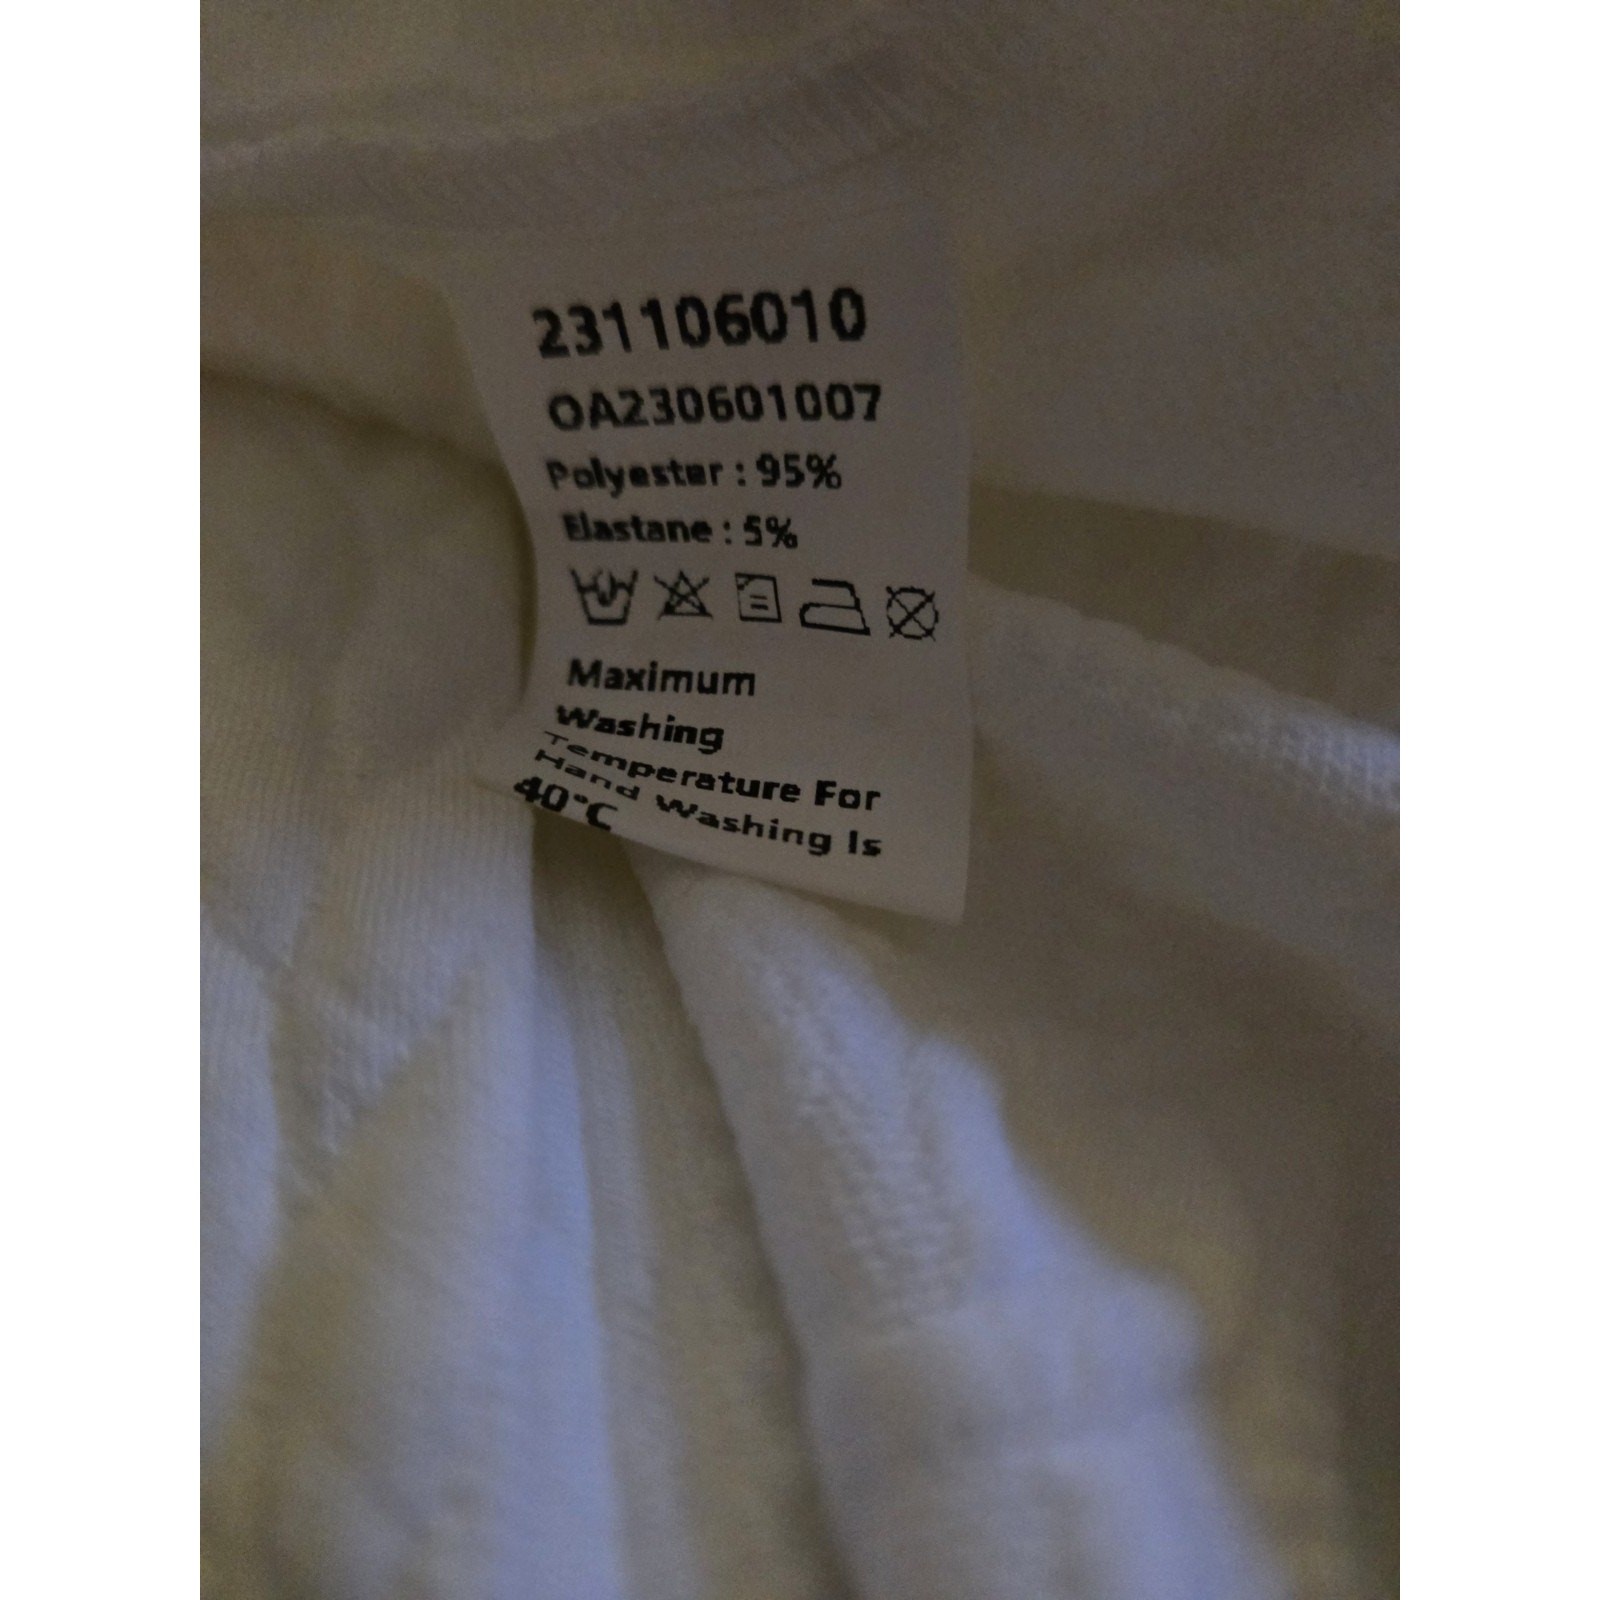 231106010
OA230601007
Polyester : 95%
Elastane : 5%
Maximum
Washing
Temperature For
Hand Washing Is
40°C